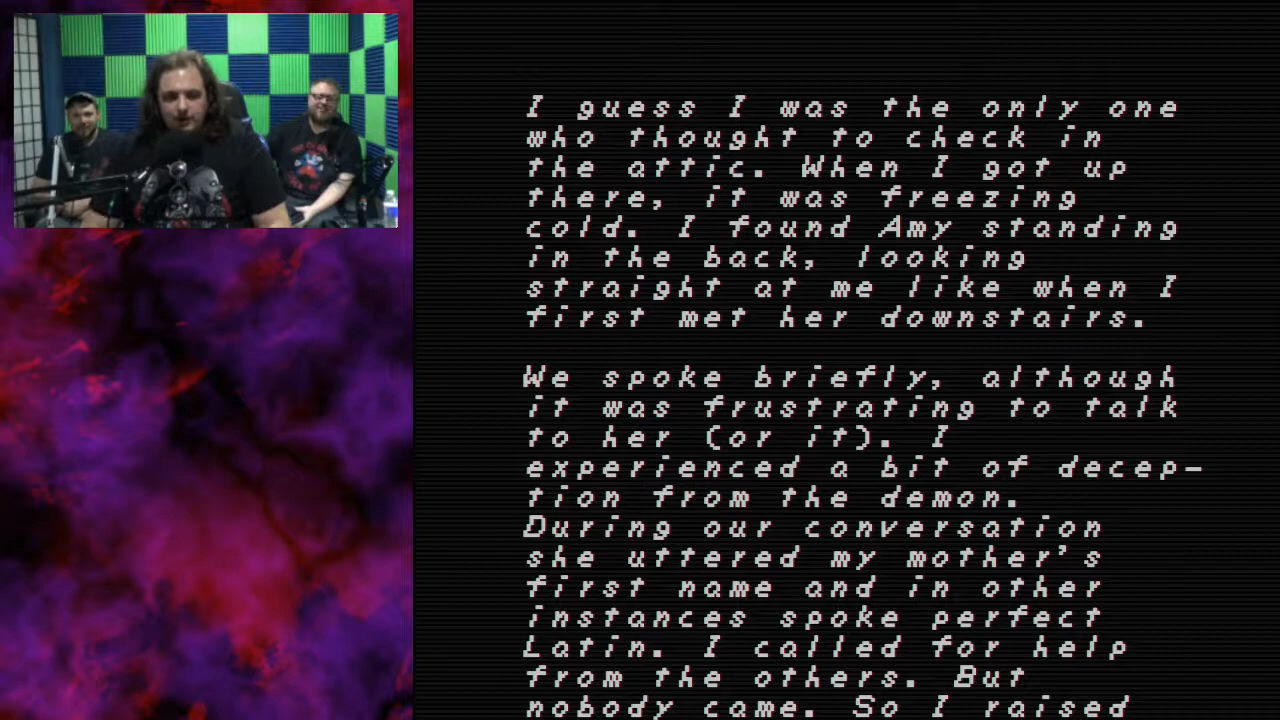 I guess I was the only one
who thought to check in
the attic. When I got up
there, it was freezing
cold. I found Amy standing
in the back, looking
straight at me like when I
first met her downstairs.
We spoke briefly, although
it was frustrating to talk
to her (or it). I
experienced a bit of decep-
tion from the demon.
During our conversation
she uttered my mother's
first name and in other
instances spoke perfect
Latin. I called for help
from the others. But
nobody came. So I raised